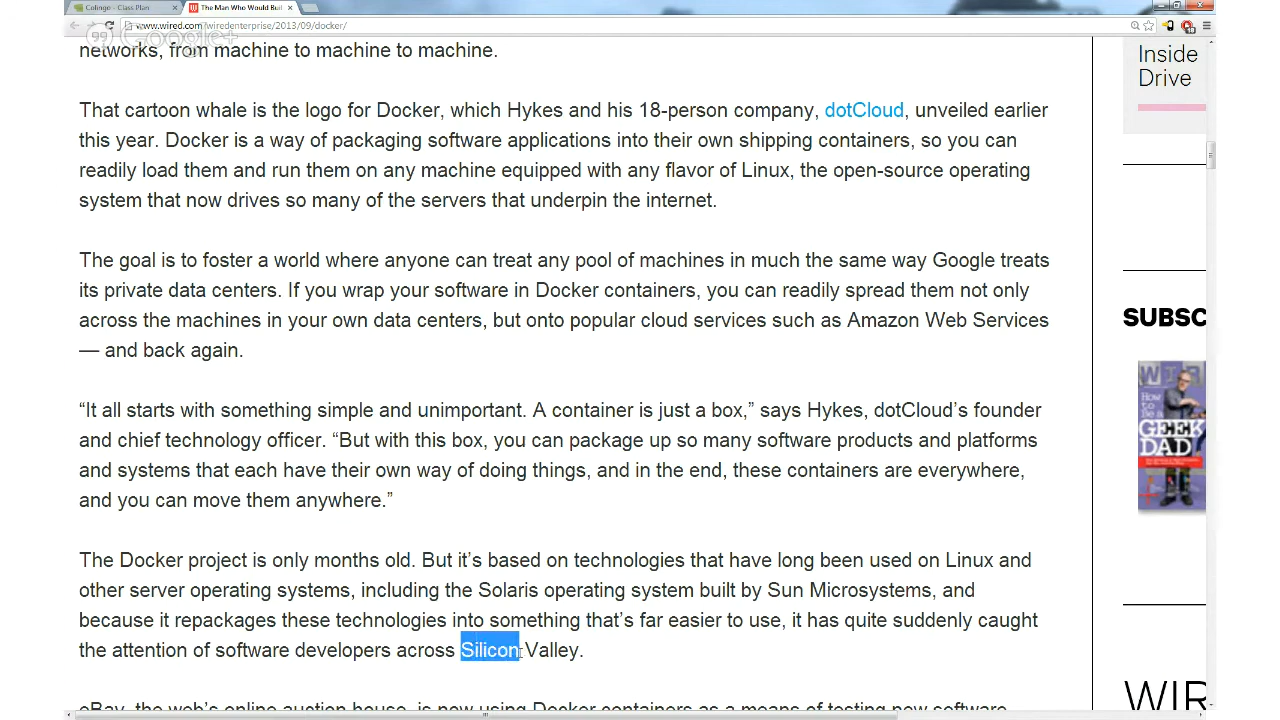 Colingo - Class Plan
The Man Who Would Buil
www.wired.com/wiredenterprise/2013/09/docker/
Google+
networks, from machine to machine to machine.
Inside
Drive
That cartoon whale is the logo for Docker, which Hykes and his 18-person company, dotCloud, unveiled earlier
this year. Docker is a way of packaging software applications into their own shipping containers, so you can
readily load them and run them on any machine equipped with any flavor of Linux, the open-source operating
system that now drives so many of the servers that underpin the internet.
The goal is to foster a world where anyone can treat any pool of machines in much the same way Google treats
its private data centers. If you wrap your software in Docker containers, you can readily spread them not only
across the machines in your own data centers, but onto popular cloud services such as Amazon Web Services
— and back again.
SUBSC
WIR
How to
Be a
GEEK
DAD
“It all starts with something simple and unimportant. A container is just a box,” says Hykes, dotCloud’s founder
and chief technology officer. “But with this box, you can package up so many software products and platforms
and systems that each have their own way of doing things, and in the end, these containers are everywhere,
and you can move them anywhere.”
The Docker project is only months old. But it’s based on technologies that have long been used on Linux and
other server operating systems, including the Solaris operating system built by Sun Microsystems, and
because it repackages these technologies into something that’s far easier to use, it has quite suddenly caught
the attention of software developers across Silicon Valley.
WIR
eBay, the web’s online auction house, is now using Docker containers as a means of testing new software